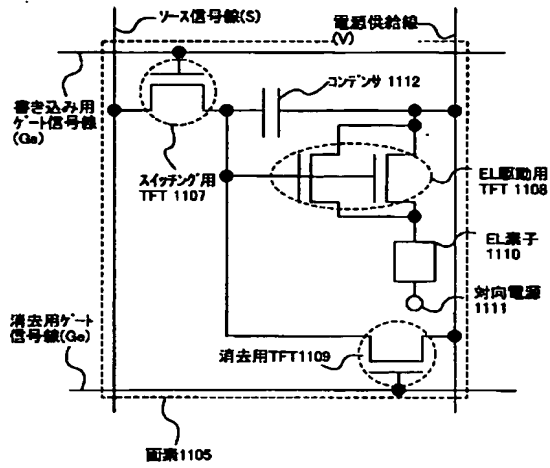 ソース信号線(S)
電源供給線
(V)
書き込み用
ゲート信号線
(Ga)
コンデンサ 1112
スイッチング用
TFT 1107
EL駆動用
TFT 1108
EL素子
1110
対向電源
1111
消去用ゲート
信号線(Ge)
消去用TFT1109
画素1105